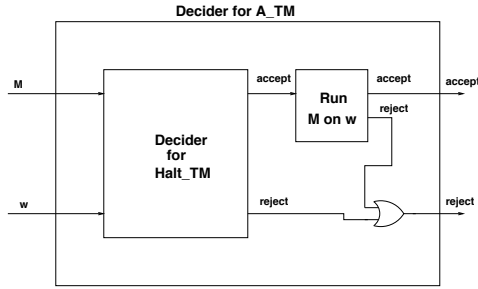 Decider for A_TM
M
accept
accept
accept
Run
M on w
reject
Decider
for
Halt_TM
w
reject
reject